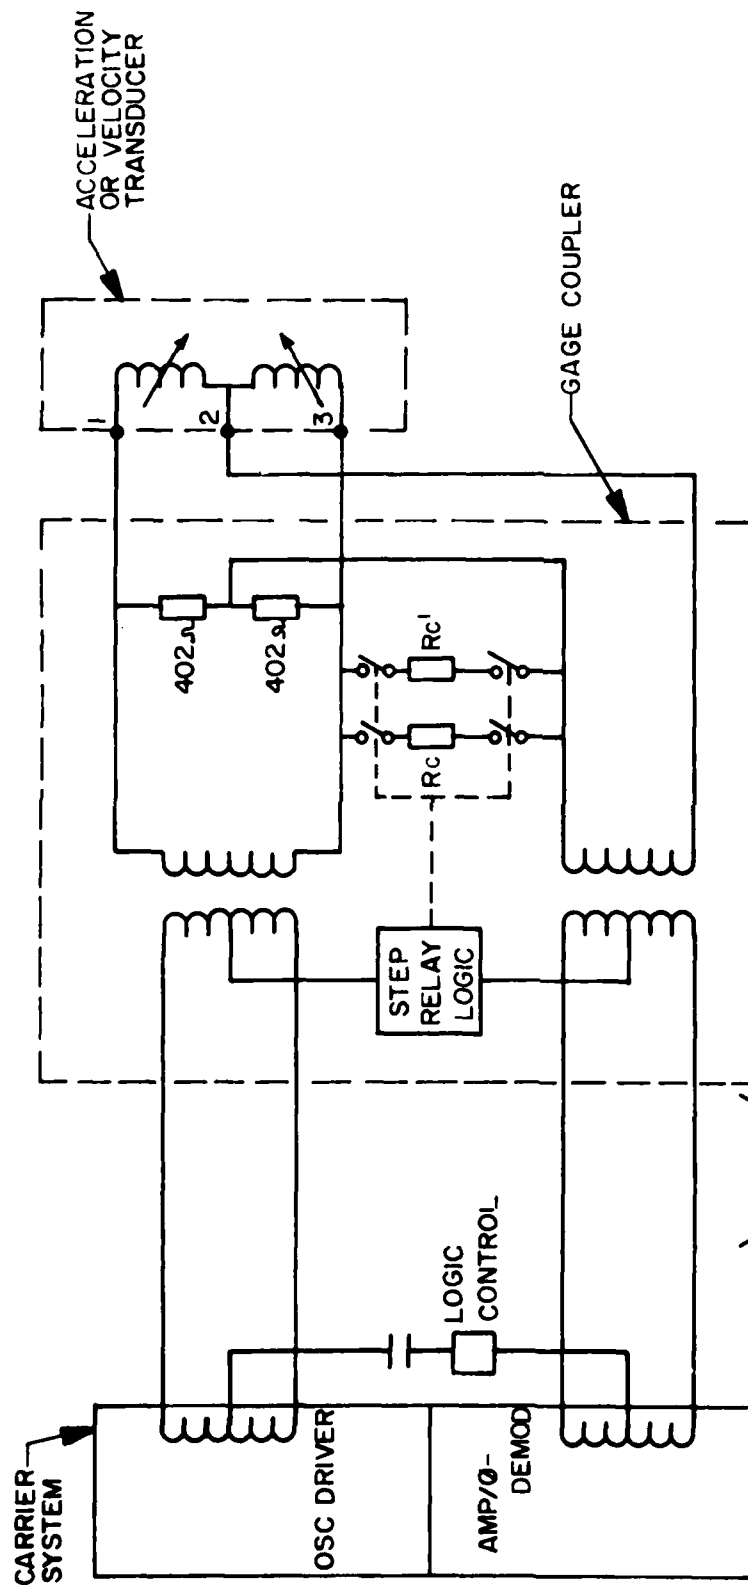 CARRIER
SYSTEM
OSC DRIVER
AMP/Ø-
DEMOD
LOGIC
CONTROL
STEP
RELAY
LOGIC
402Ω
402Ω
Rc
Rc'
1
2
3
ACCELERATION
OR VELOCITY
TRANSDUCER
GAGE COUPLER